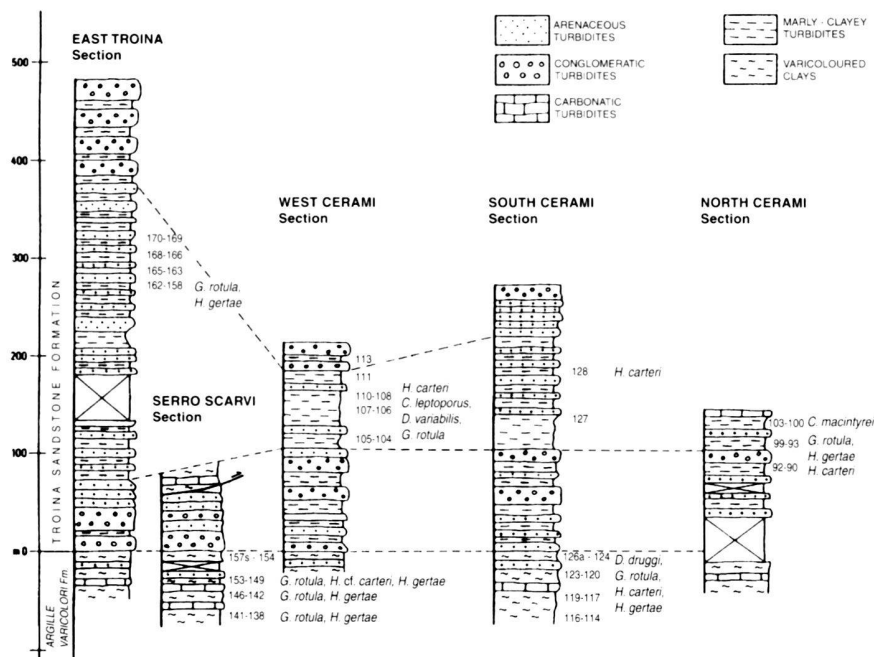 EAST TROINA
Section
ARENACEOUS
TURBIDITES
CONGLOMERATIC
TURBIDITES
CARBONATIC
TURBIDITES
MARLY - CLAYEY
TURBIDITES
VARICOLOURED
CLAYS
500
400
300
200
100
m 0
TROINA SANDSTONE FORMATION
ARGILLE
VARICOLORI Fm.
170-169
168-166
165-163
162-158
G. rotula,
H. gertae
SERRO SCARVI
Section
157s - 154
153-149 G. rotula, H. cf. carteri, H. gertae
146-142 G. rotula, H. gertae
141-138 G. rotula, H. gertae
WEST CERAMI
Section
113
111
110-108
107-106
105-104
H. carteri
C. leptoporus,
D. variabilis,
G. rotula
SOUTH CERAMI
Section
128 H. carteri
127
126a - 124
123-120
119-117
116-114
D. druggi,
G. rotula,
H. carteri,
H. gertae
NORTH CERAMI
Section
103-100 C. macintyrei
99-93 G. rotula,
H. gertae
92-90 H. carteri